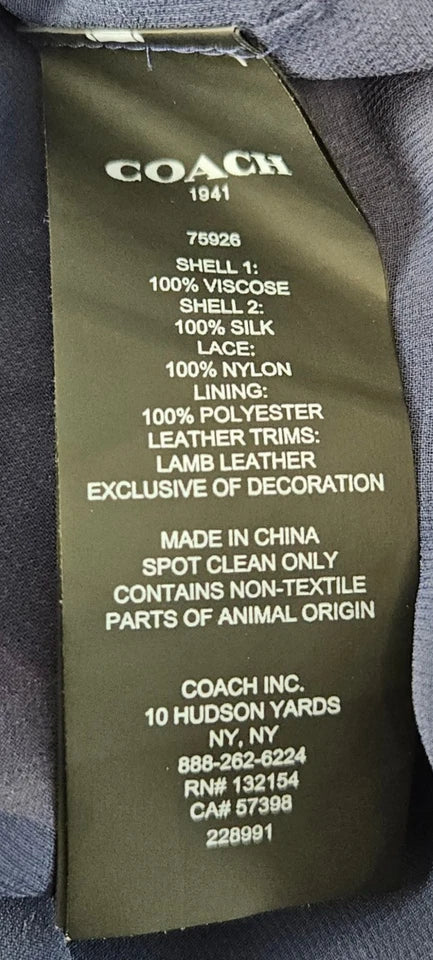 COACH
1941
75926
SHELL 1:
100% VISCOSE
SHELL 2:
100% SILK
LACE:
100% NYLON
LINING:
100% POLYESTER
LEATHER TRIMS:
LAMB LEATHER
EXCLUSIVE OF DECORATION
MADE IN CHINA
SPOT CLEAN ONLY
CONTAINS NON-TEXTILE
PARTS OF ANIMAL ORIGIN
COACH INC.
10 HUDSON YARDS
NY, NY
888-262-6224
RN# 132154
CA# 57398
228991